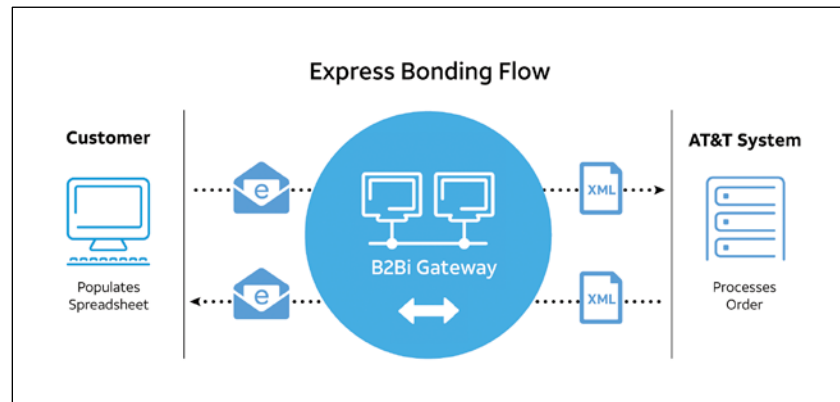 Express Bonding Flow
Customer
AT&T System
e
XML
XML
e
B2Bi Gateway
Populates
Spreadsheet
Processes
Order